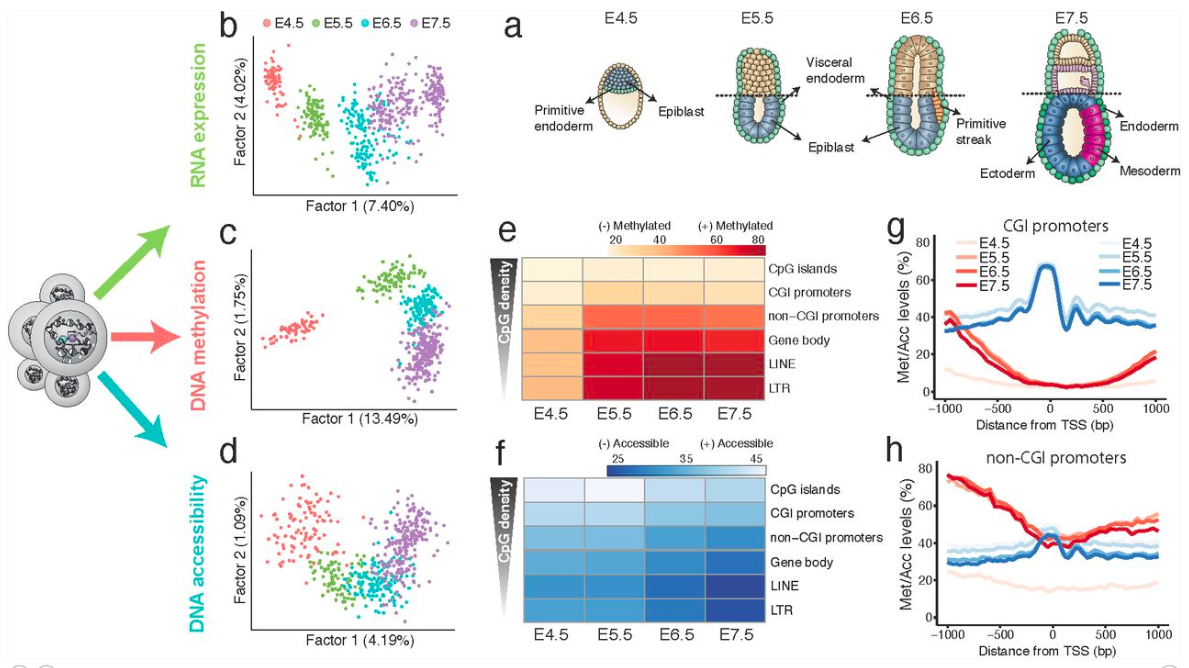 b
E4.5 E5.5 E6.5 E7.5
RNA expression
Factor 2 (4.02%)
Factor 1 (7.40%)
a
E4.5 E5.5 E6.5 E7.5
Primitive
endoderm
Epiblast
Visceral
endoderm
Epiblast
Primitive
streak
Endoderm
Ectoderm
Mesoderm
c
DNA methylation
Factor 2 (1.75%)
Factor 1 (13.49%)
d
DNA accessibility
Factor 2 (1.09%)
Factor 1 (4.19%)
e
(-) Methylated (+) Methylated
20 40 60 80
CpG density
CpG islands
CGI promoters
non-CGI promoters
Gene body
LINE
LTR
E4.5 E5.5 E6.5 E7.5
f
(-) Accessible (+) Accessible
25 35 45
CpG density
CpG islands
CGI promoters
non-CGI promoters
Gene body
LINE
LTR
E4.5 E5.5 E6.5 E7.5
g
CGI promoters
E4.5 E4.5
E5.5 E5.5
E6.5 E6.5
E7.5 E7.5
Met/Acc levels (%)
80
60
40
20
0
-1000 -500 0 500 1000
Distance from TSS (bp)
h
non-CGI promoters
Met/Acc levels (%)
80
60
40
20
0
-1000 -500 0 500 1000
Distance from TSS (bp)